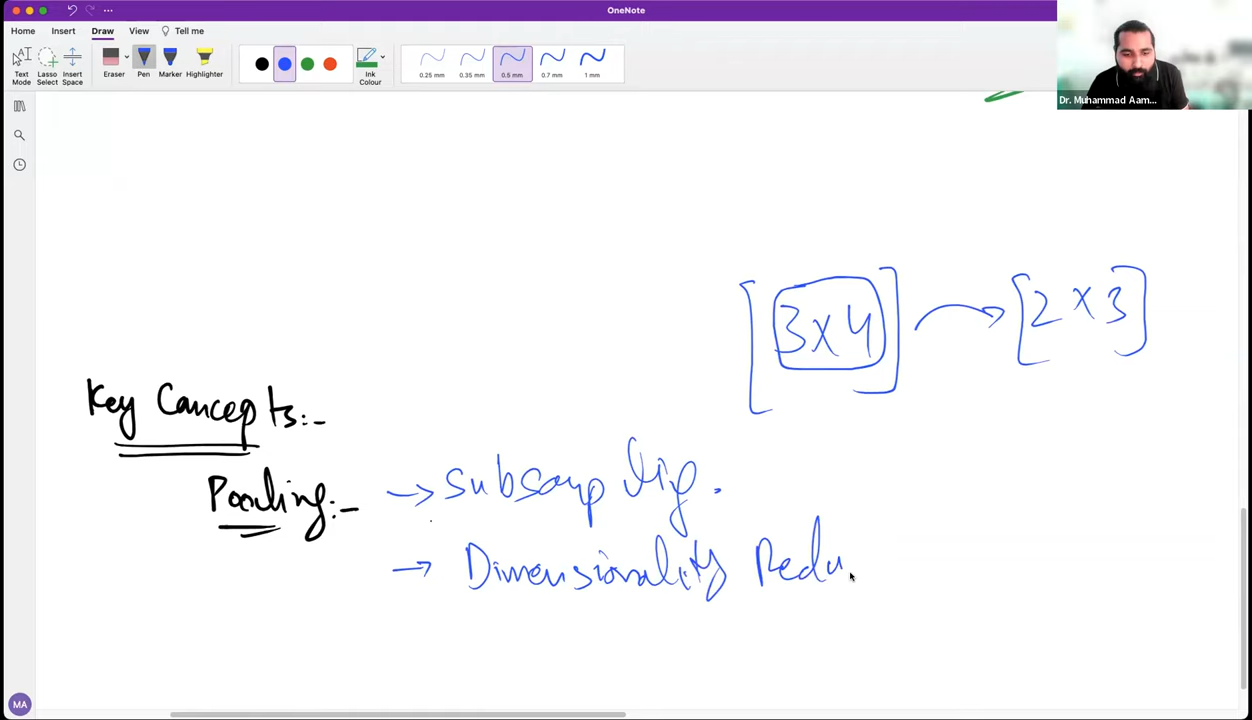 OneNote
Home Insert Draw View Tell me
Text Mode Lasso Select Insert Space Eraser Pen Marker Highlighter Ink Colour 0.25 mm 0.35 mm 0.5 mm 0.7 mm 1 mm
Dr. Muhammad Aam...
[3x4] → [2 x 3]
Key Concepts:-
Pooling:- → Subsampling.
→ Dimensionality Redu
MA